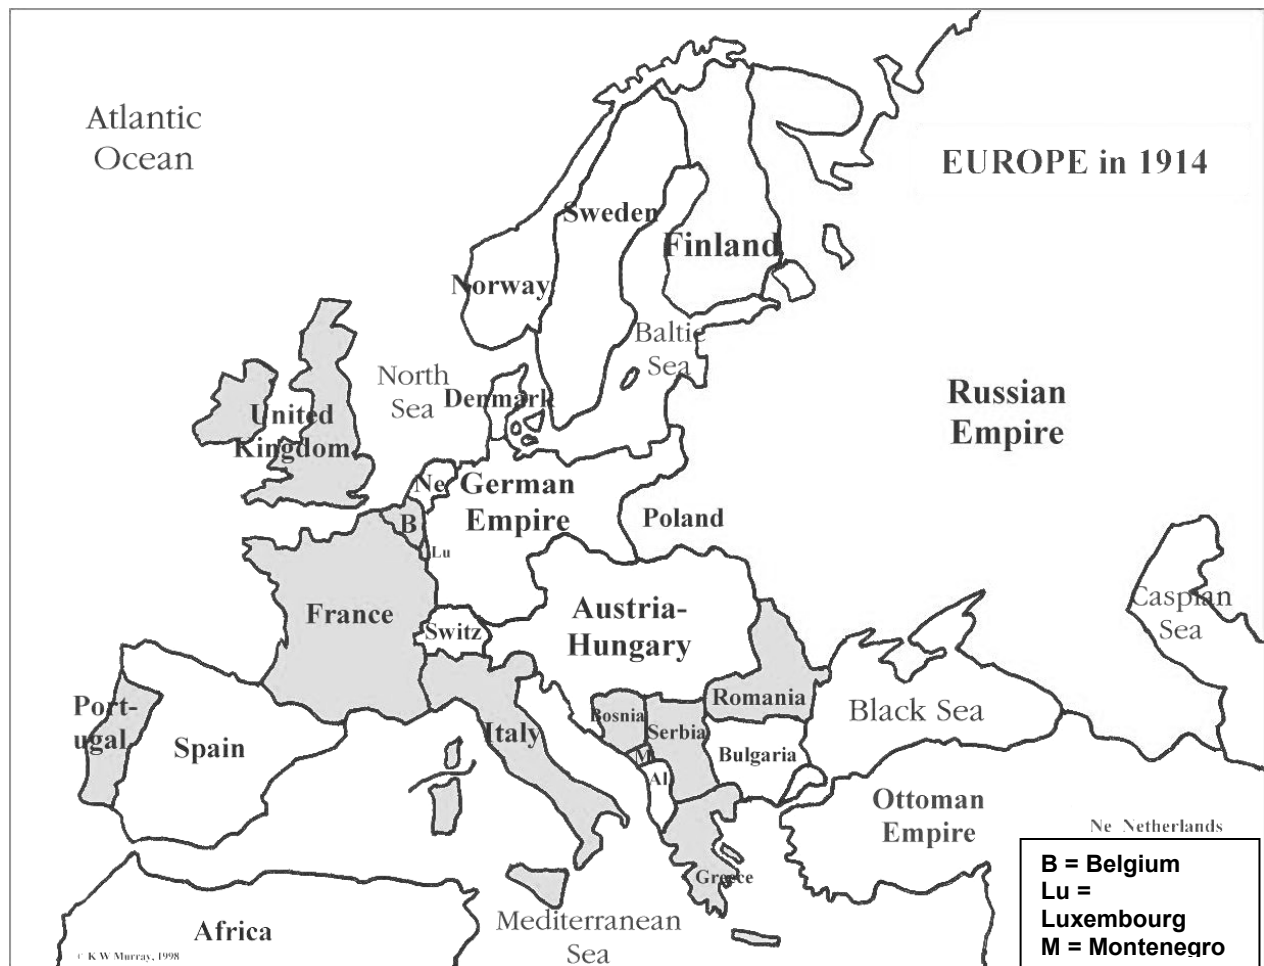 Atlantic
Ocean
EUROPE in 1914
Sweden
Finland
Norway
Baltic
Sea
North
Sea
Denmark
Russian
Empire
United
Kingdom
Ne
German
Empire
B
Poland
Lu
France
Austria-
Hungary
Switz
Caspian
Sea
Port-
ugal
Spain
Italy
Bosnia
Serbia
Romania
Black Sea
M
Al
Bulgaria
Ottoman
Empire
Ne Netherlands
Greece
B = Belgium
Lu =
Luxembourg
M = Montenegro
Africa
Mediterranean
Sea
© K W Murray, 1998